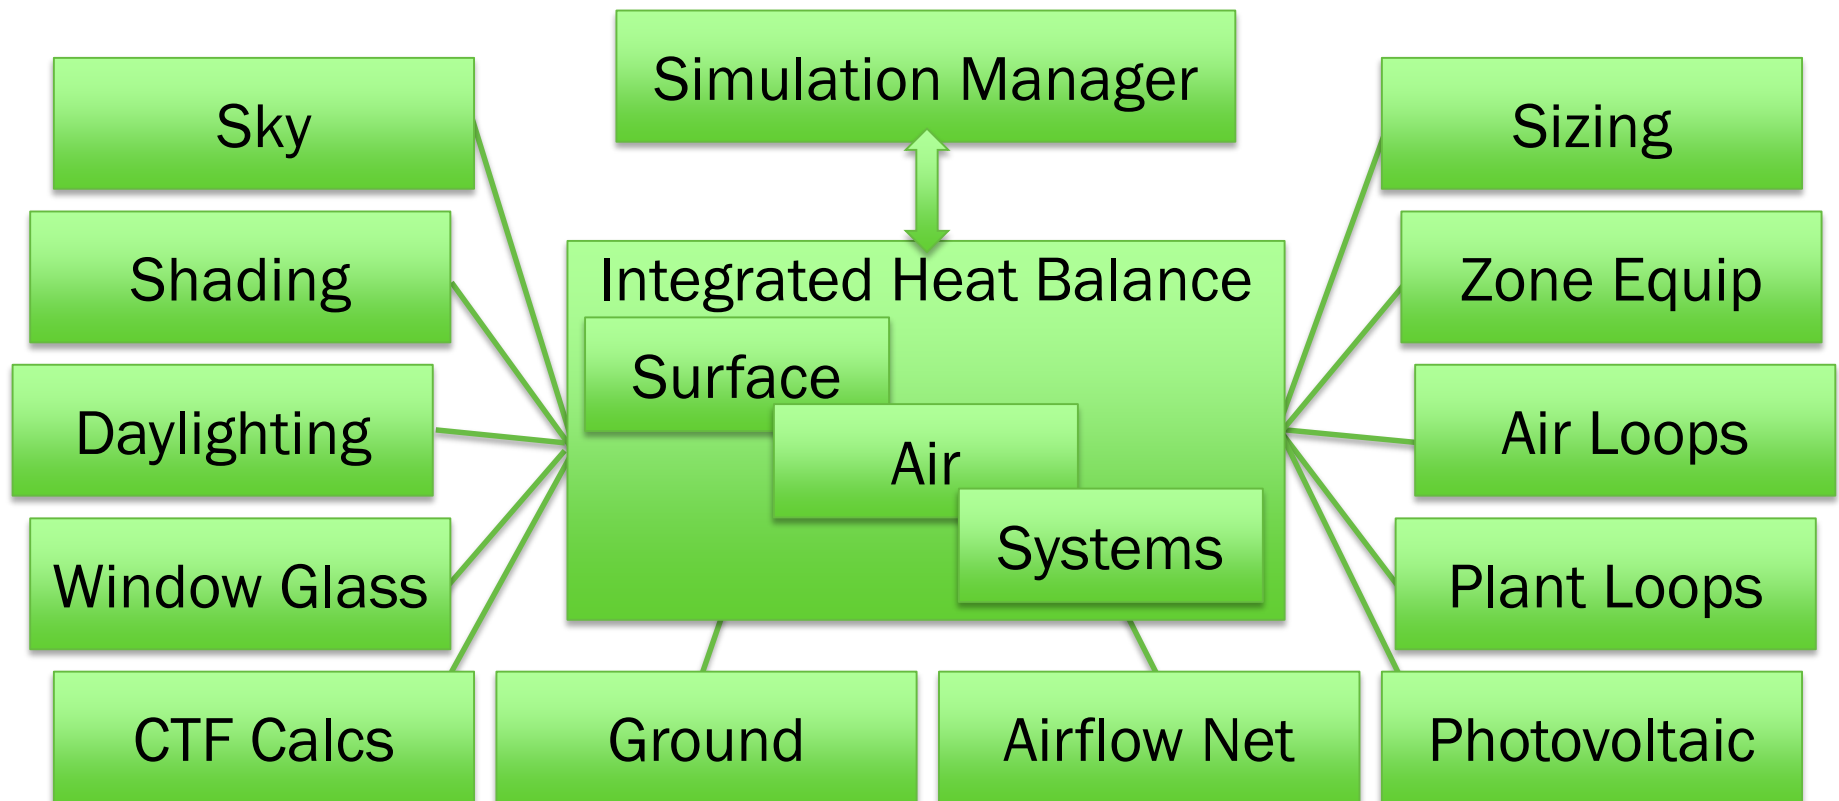 Simulation Manager
Sky
Shading
Daylighting
Window Glass
CTF Calcs
Integrated Heat Balance
Surface
Air
Systems
Ground
Airflow Net
Sizing
Zone Equip
Air Loops
Plant Loops
Photovoltaic